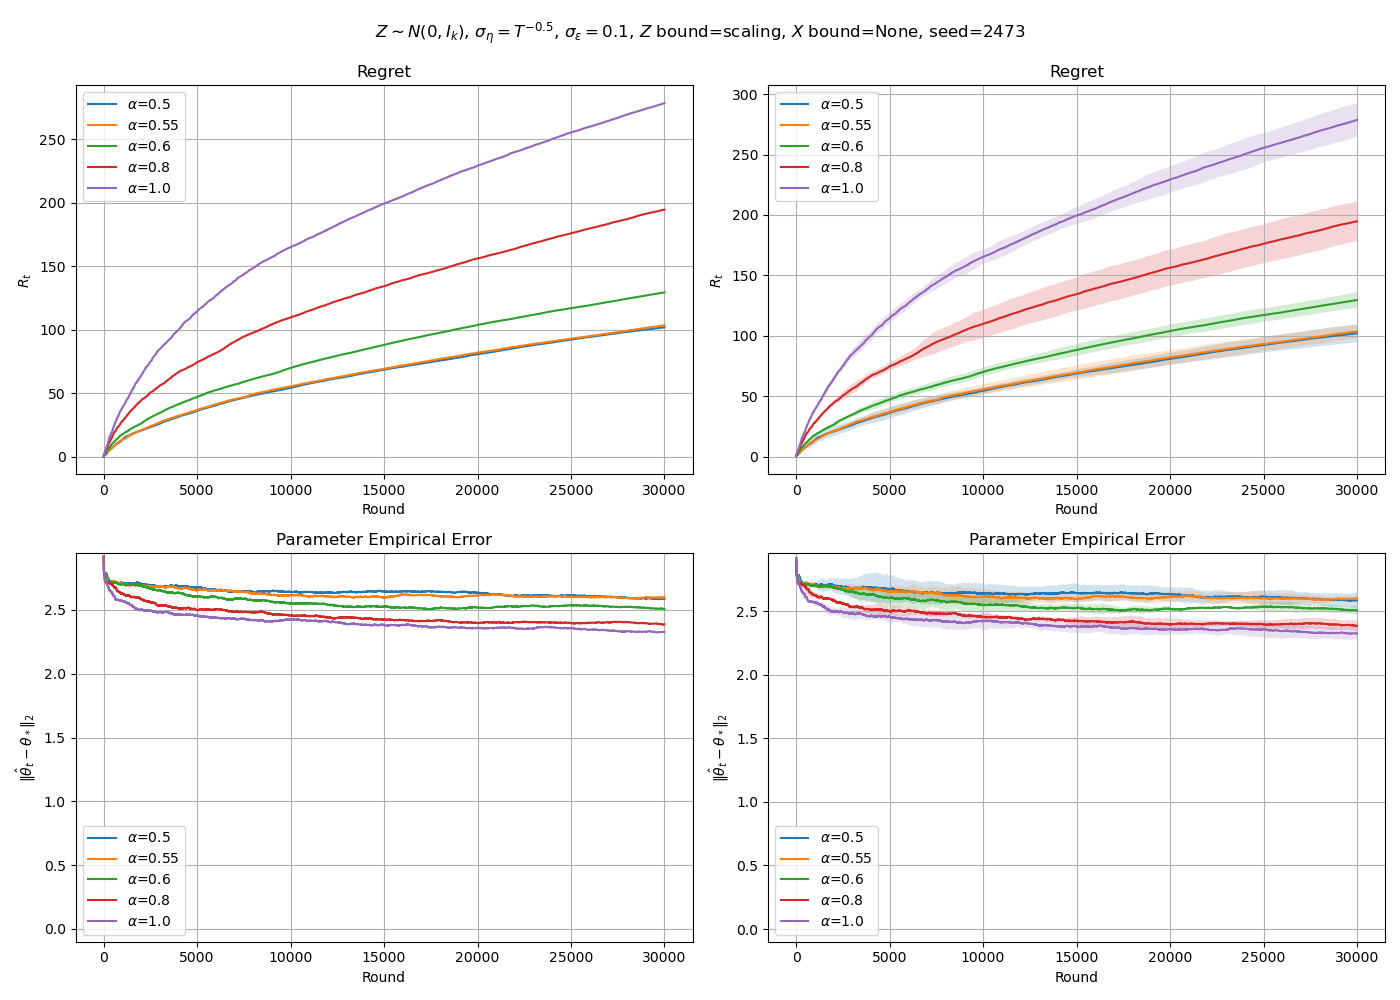 Z ∼ N(0, I_k), σ_η = T^{−0.5}, σ_ε = 0.1, Z bound=scaling, X bound=None, seed=2473
Regret
R_t
250
200
150
100
50
0
0 5000 10000 15000 20000 25000 30000
Round
α=0.5
α=0.55
α=0.6
α=0.8
α=1.0
Regret
R_t
300
250
200
150
100
50
0
0 5000 10000 15000 20000 25000 30000
Round
α=0.5
α=0.55
α=0.6
α=0.8
α=1.0
Parameter Empirical Error
‖θ̂_t − θ_*‖_2
2.5
2.0
1.5
1.0
0.5
0.0
0 5000 10000 15000 20000 25000 30000
Round
α=0.5
α=0.55
α=0.6
α=0.8
α=1.0
Parameter Empirical Error
‖θ̂_t − θ_*‖_2
2.5
2.0
1.5
1.0
0.5
0.0
0 5000 10000 15000 20000 25000 30000
Round
α=0.5
α=0.55
α=0.6
α=0.8
α=1.0